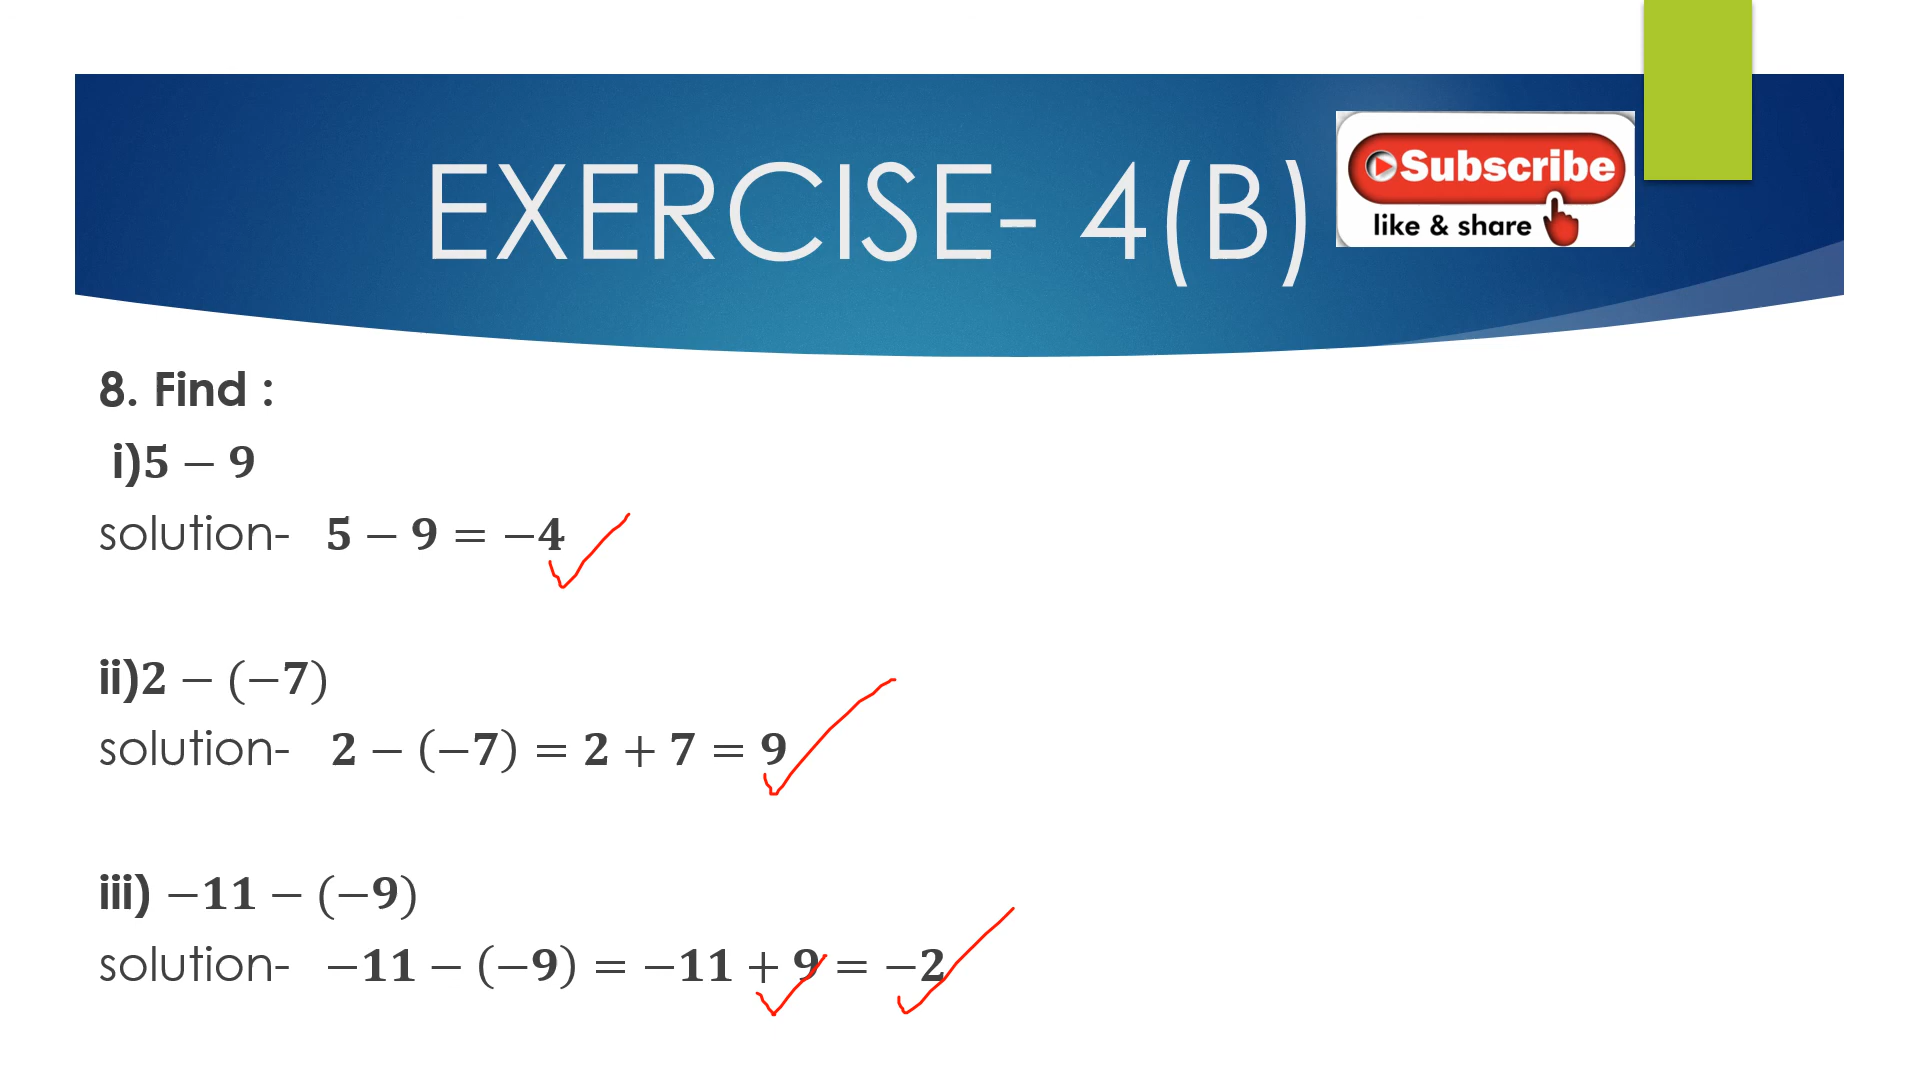 EXERCISE- 4(B)
Subscribe
like & share
8. Find :
i)5 − 9
solution- 5 − 9 = −4
ii)2 − (−7)
solution- 2 − (−7) = 2 + 7 = 9
iii) −11 − (−9)
solution- −11 − (−9) = −11 + 9 = −2